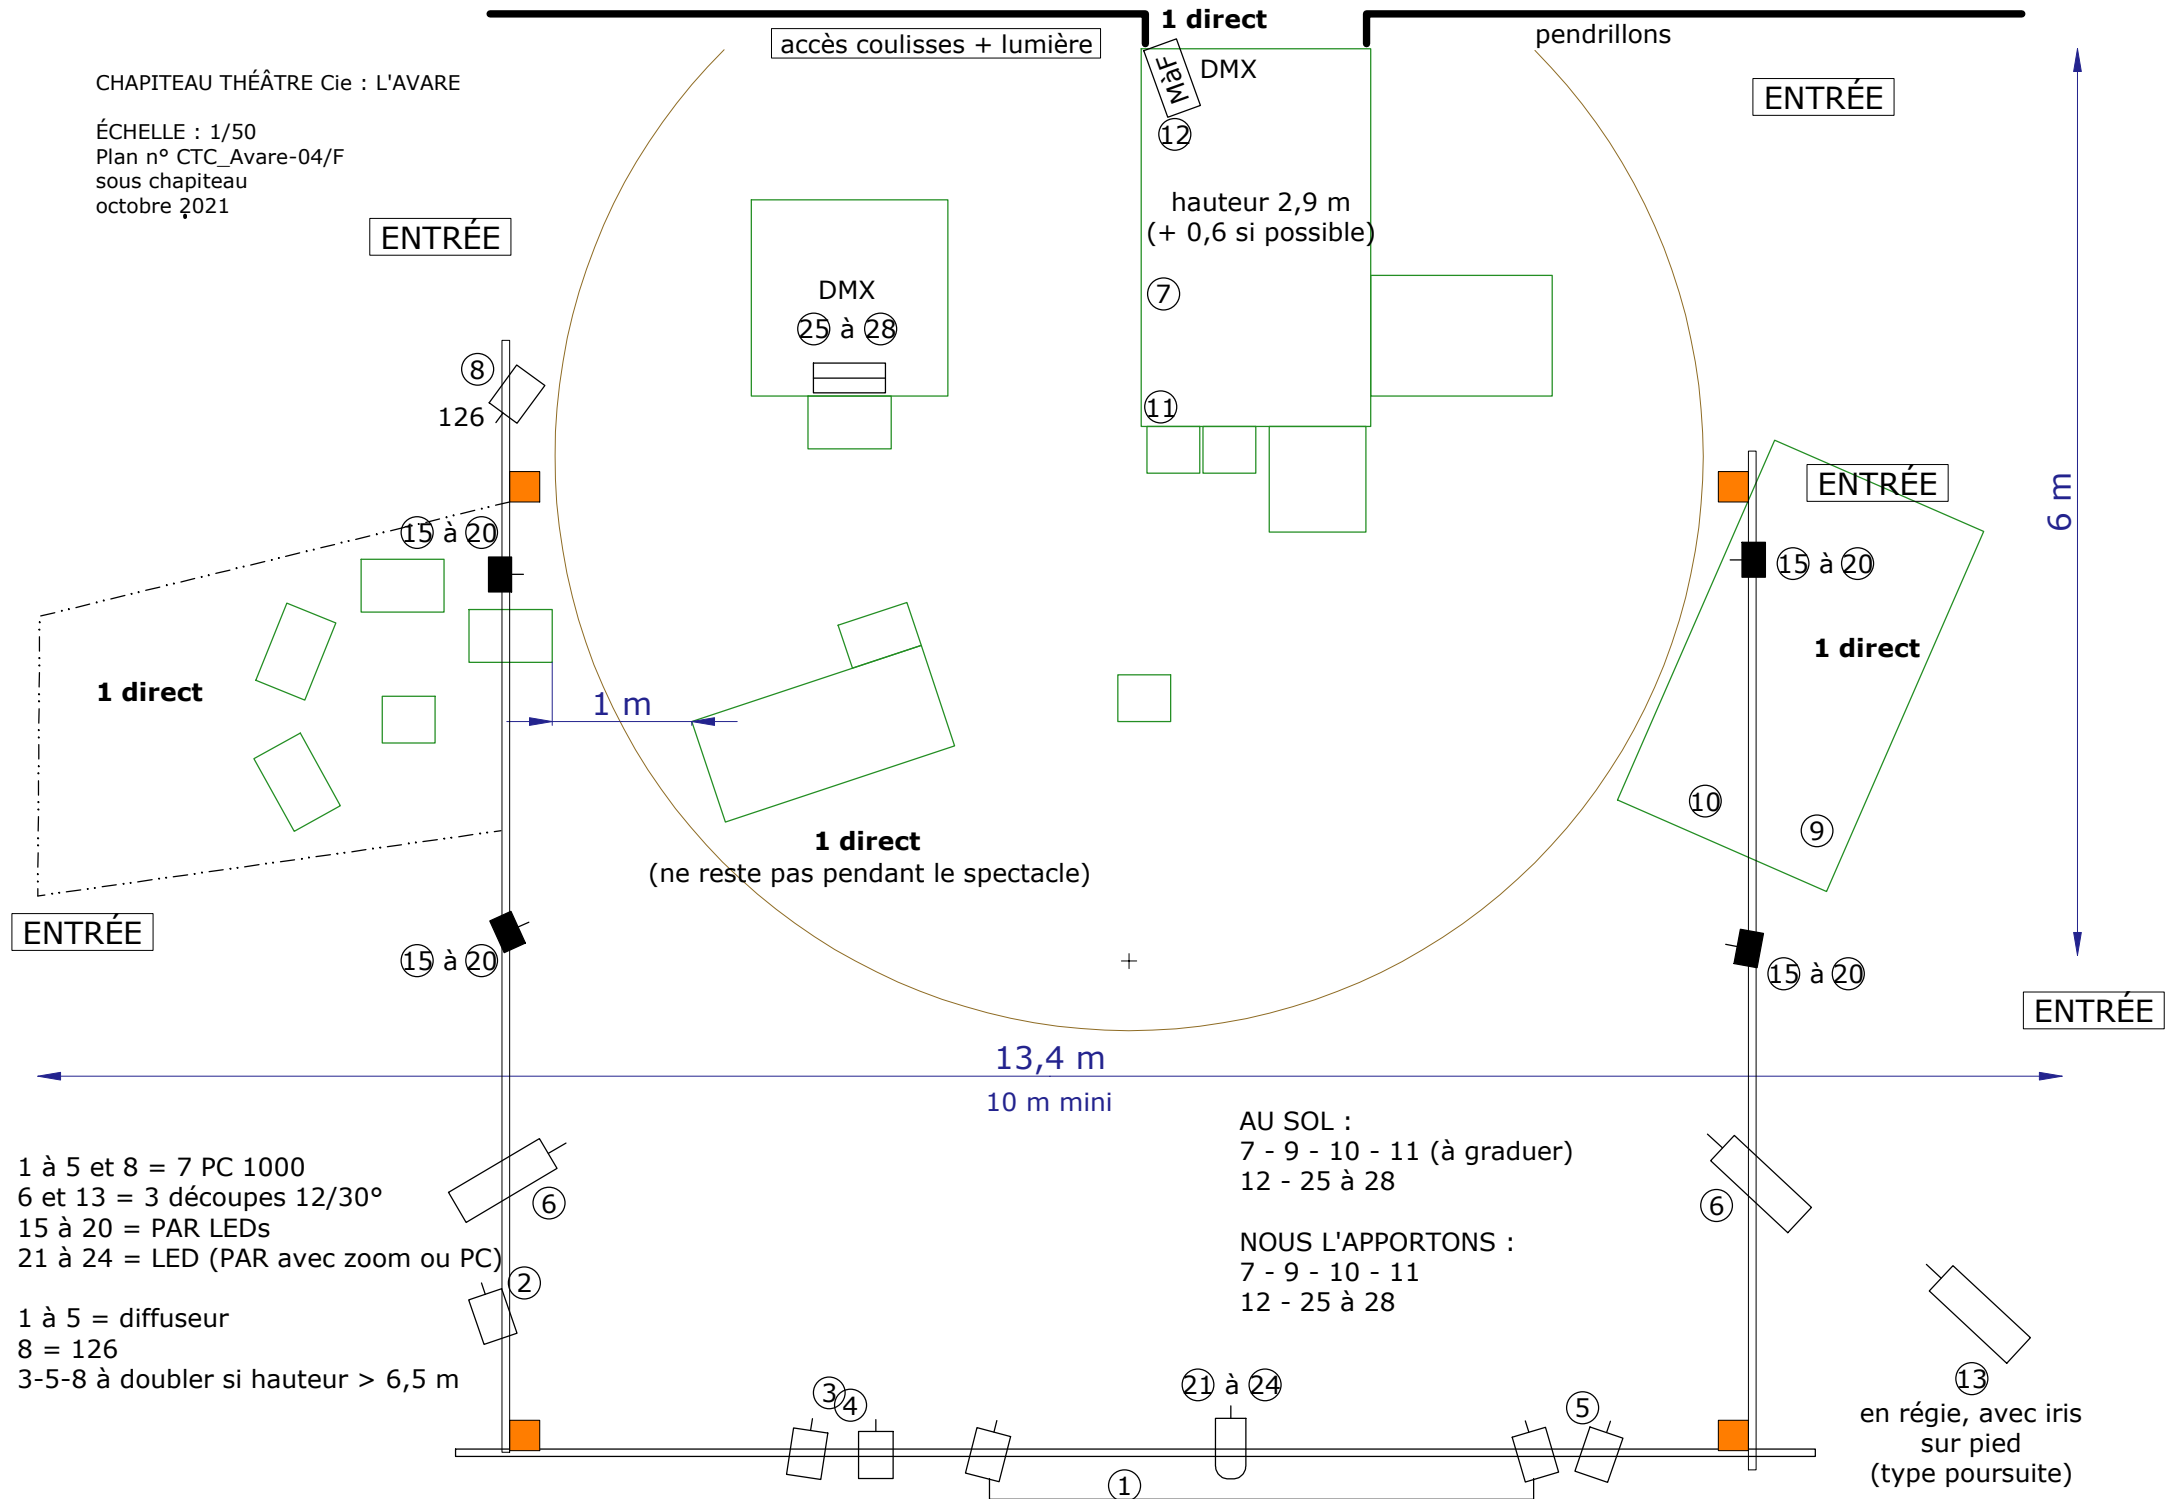 1 direct
accès coulisses + lumière
pendrillons
MàF
DMX
CHAPITEAU THÉÂTRE Cie : L'AVARE
ENTRÉE
ÉCHELLE : 1/50
Plan n° CTC_Avare-04/F
sous chapiteau
octobre 2021
12
hauteur 2,9 m
(+ 0,6 si possible)
ENTRÉE
DMX
25 à 28
7
8
126
11
ENTRÉE
6 m
15 à 20
15 à 20
1 direct
1 direct
1 m
10
9
1 direct
(ne reste pas pendant le spectacle)
ENTRÉE
15 à 20
15 à 20
ENTRÉE
13,4 m
10 m mini
AU SOL :
7 - 9 - 10 - 11 (à graduer)
12 - 25 à 28
NOUS L'APPORTONS :
7 - 9 - 10 - 11
12 - 25 à 28
1 à 5 et 8 = 7 PC 1000
6 et 13 = 3 découpes 12/30°
15 à 20 = PAR LEDs
21 à 24 = LED (PAR avec zoom ou PC)
1 à 5 = diffuseur
8 = 126
3-5-8 à doubler si hauteur > 6,5 m
6
6
2
3
4
21 à 24
5
1
13
en régie, avec iris
sur pied
(type poursuite)